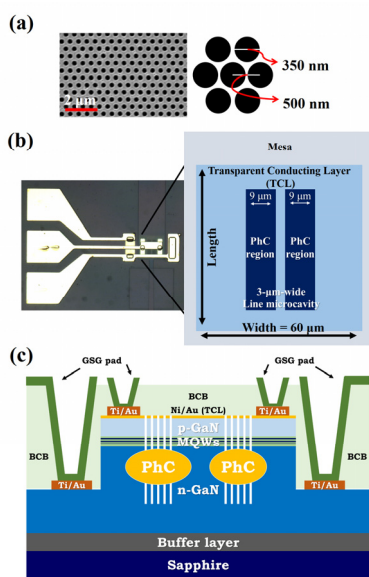 (a)
2 μm
350 nm
500 nm
(b)
Mesa
Transparent Conducting Layer
(TCL)
9 μm
9 μm
PhC
region
PhC
region
Length
3-μm-wide
Line microcavity
Width = 60 μm
(c)
GSG pad
GSG pad
BCB
Ti/Au
Ni/Au (TCL)
Ti/Au
p-GaN
BCB
MQWs
BCB
PhC
PhC
Ti/Au
n-GaN
Ti/Au
Buffer layer
Sapphire